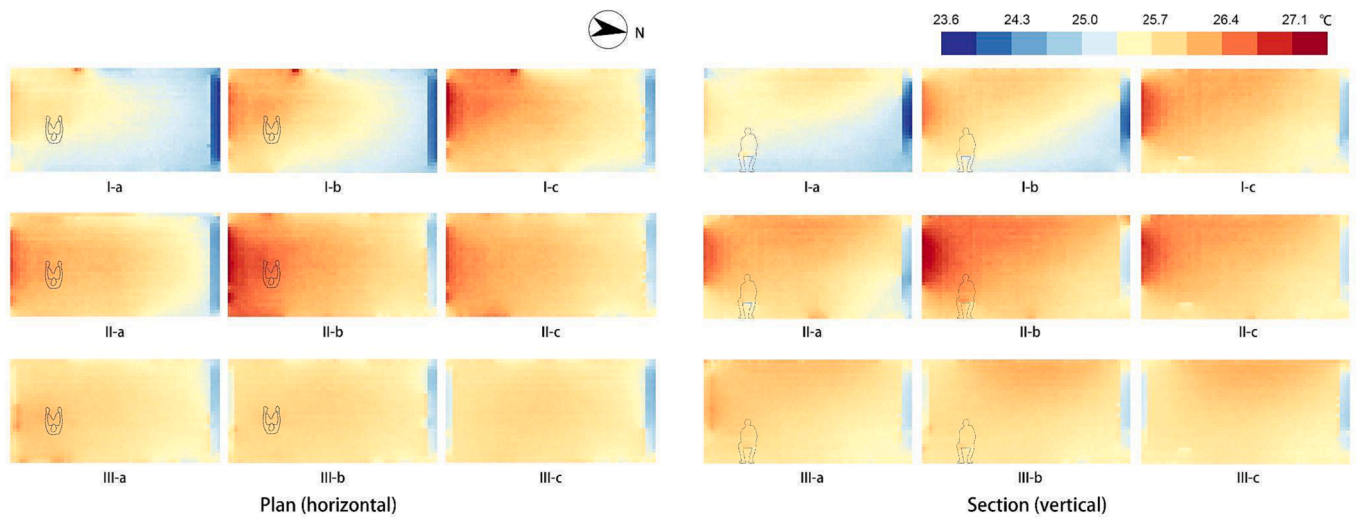 N
23.6 24.3 25.0 25.7 26.4 27.1 ℃
I-a I-b I-c I-a I-b I-c
II-a II-b II-c II-a II-b II-c
III-a III-b III-c III-a III-b III-c
Plan (horizontal) Section (vertical)